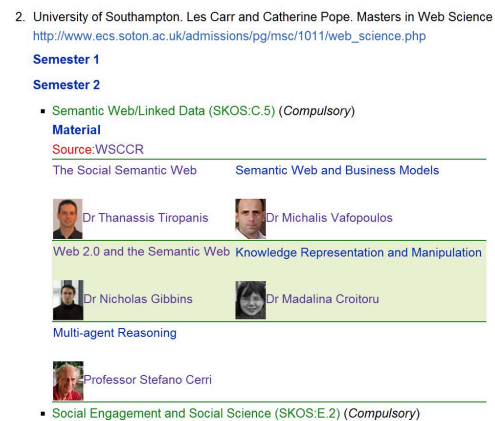 2. University of Southampton. Les Carr and Catherine Pope. Masters in Web Science
http://www.ecs.soton.ac.uk/admissions/pg/msc/1011/web_science.php
Semester 1
Semester 2
Semantic Web/Linked Data (SKOS:C.5) (Compulsory)
Material
Source:WSCCR
The Social Semantic Web Semantic Web and Business Models
Dr Thanassis Tiropanis Dr Michalis Vafopoulos
Web 2.0 and the Semantic Web Knowledge Representation and Manipulation
Dr Nicholas Gibbins Dr Madalina Croitoru
Multi-agent Reasoning
Professor Stefano Cerri
Social Engagement and Social Science (SKOS:E.2) (Compulsory)